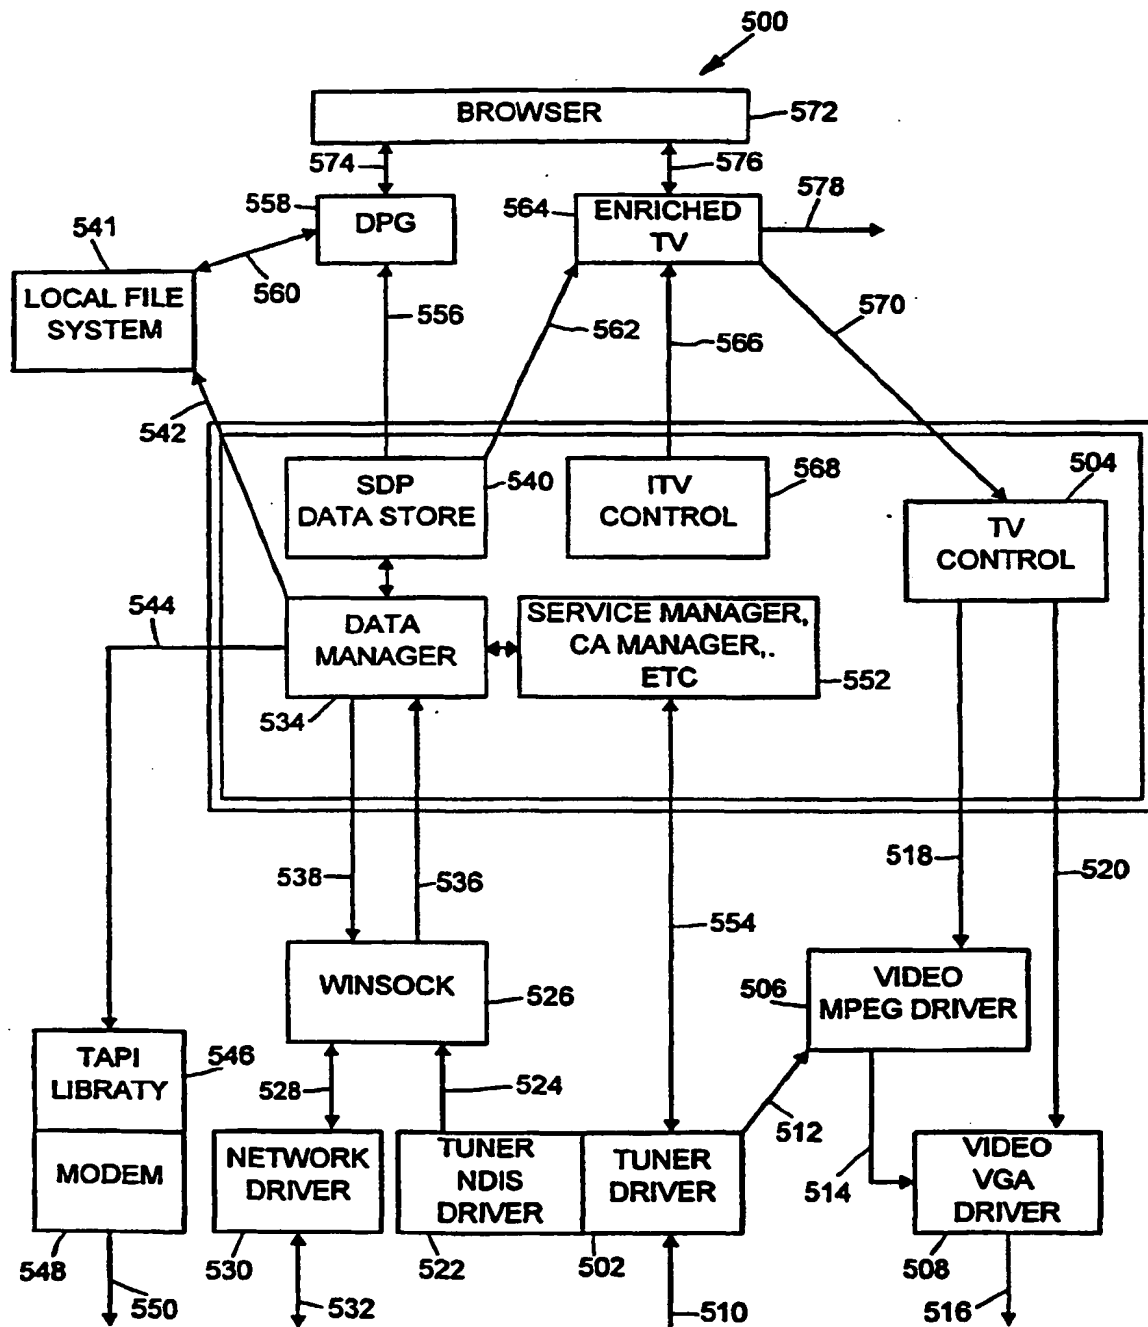 500
BROWSER
572
574
576
558
DPG
564
ENRICHED
TV
578
541
LOCAL FILE
SYSTEM
560
556
562
566
570
542
SDP
DATA STORE
540
ITV
CONTROL
568
504
TV
CONTROL
544
DATA
MANAGER
534
SERVICE MANAGER,
CA MANAGER,.
ETC
552
538
536
554
518
520
WINSOCK
526
506
VIDEO
MPEG DRIVER
TAPI
LIBRATY
546
528
524
512
MODEM
NETWORK
DRIVER
TUNER
NDIS
DRIVER
TUNER
DRIVER
514
VIDEO
VGA
DRIVER
548
550
530
532
522
502
510
508
516